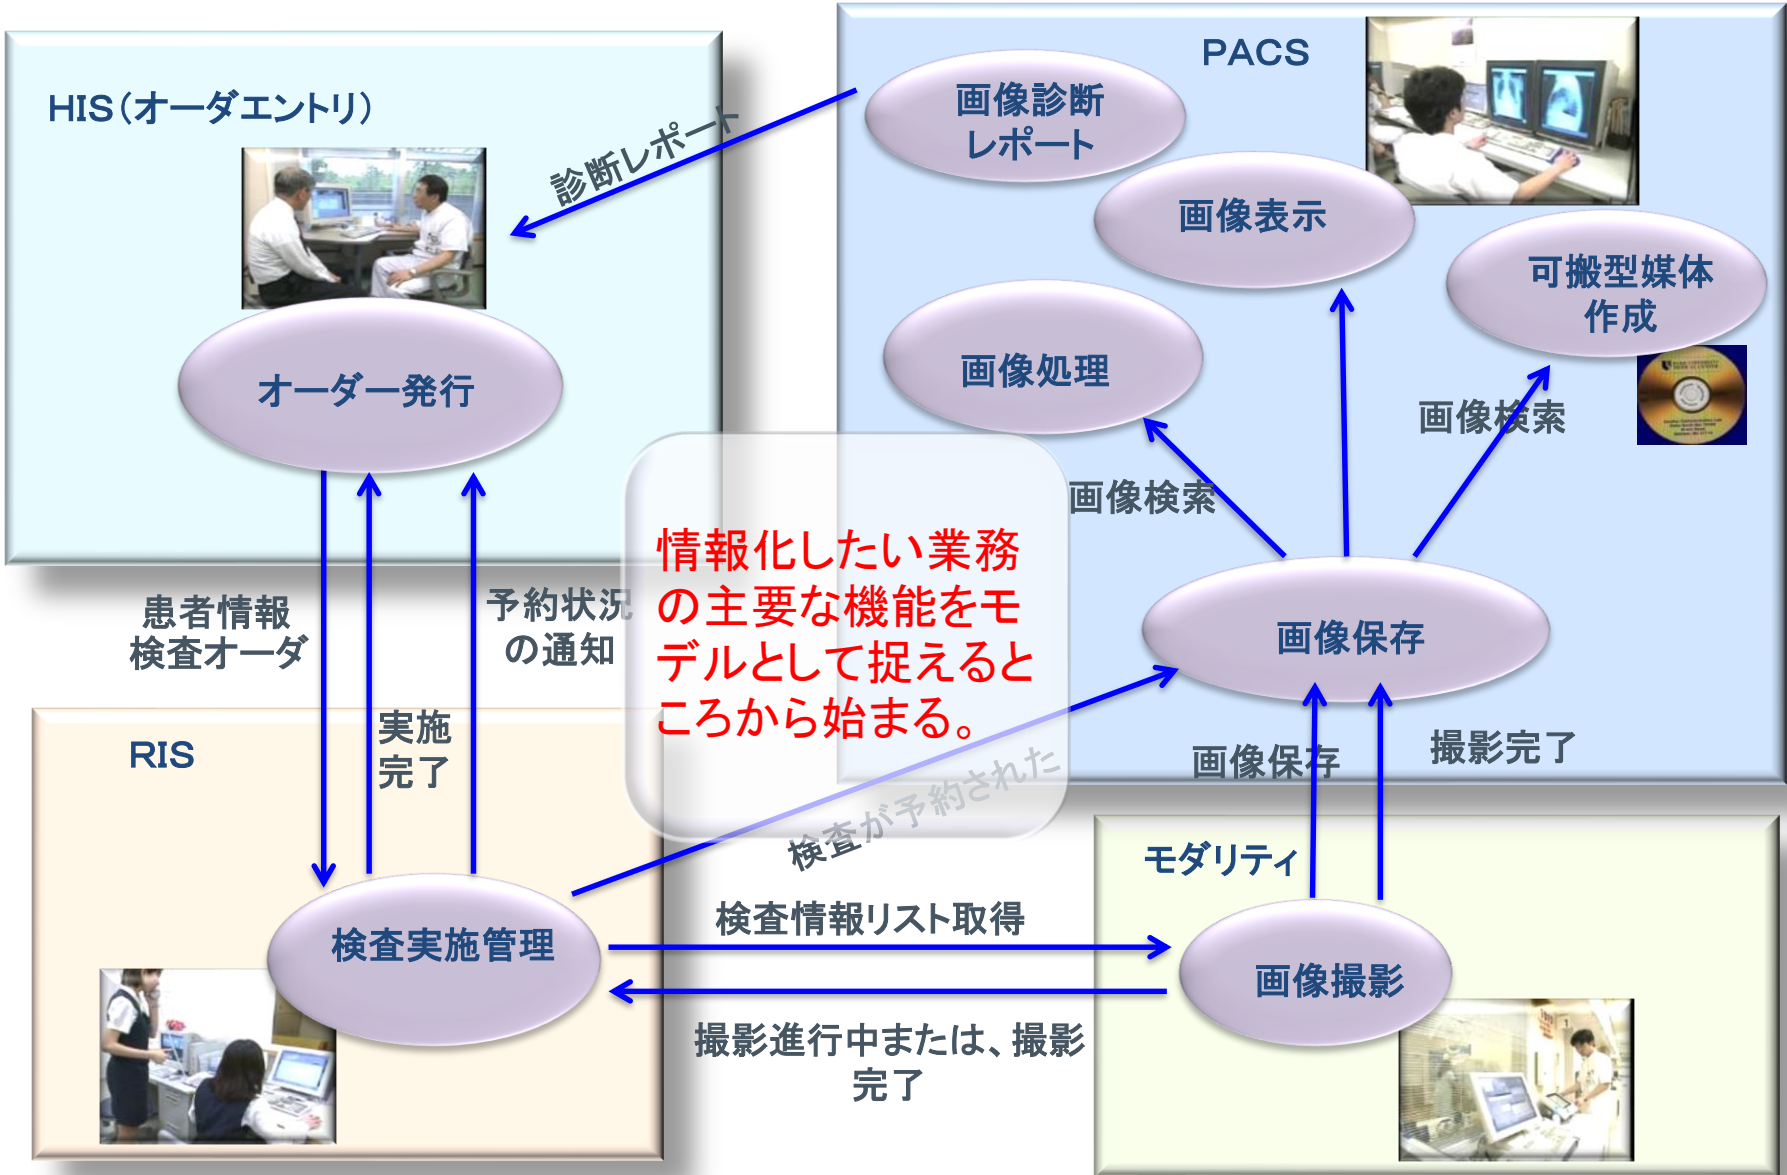 HIS(オーダエントリ)
オーダー発行
診断レポート
PACS
画像診断
レポート
画像表示
可搬型媒体
作成
画像処理
画像検索
画像検索
画像保存
情報化したい業務
の主要な機能をモ
デルとして捉えると
ころから始まる。
患者情報
検査オーダ
実施
完了
予約状況
の通知
RIS
検査実施管理
検査が予約された
画像保存
撮影完了
検査情報リスト取得
撮影進行中または、撮影
完了
モダリティ
画像撮影